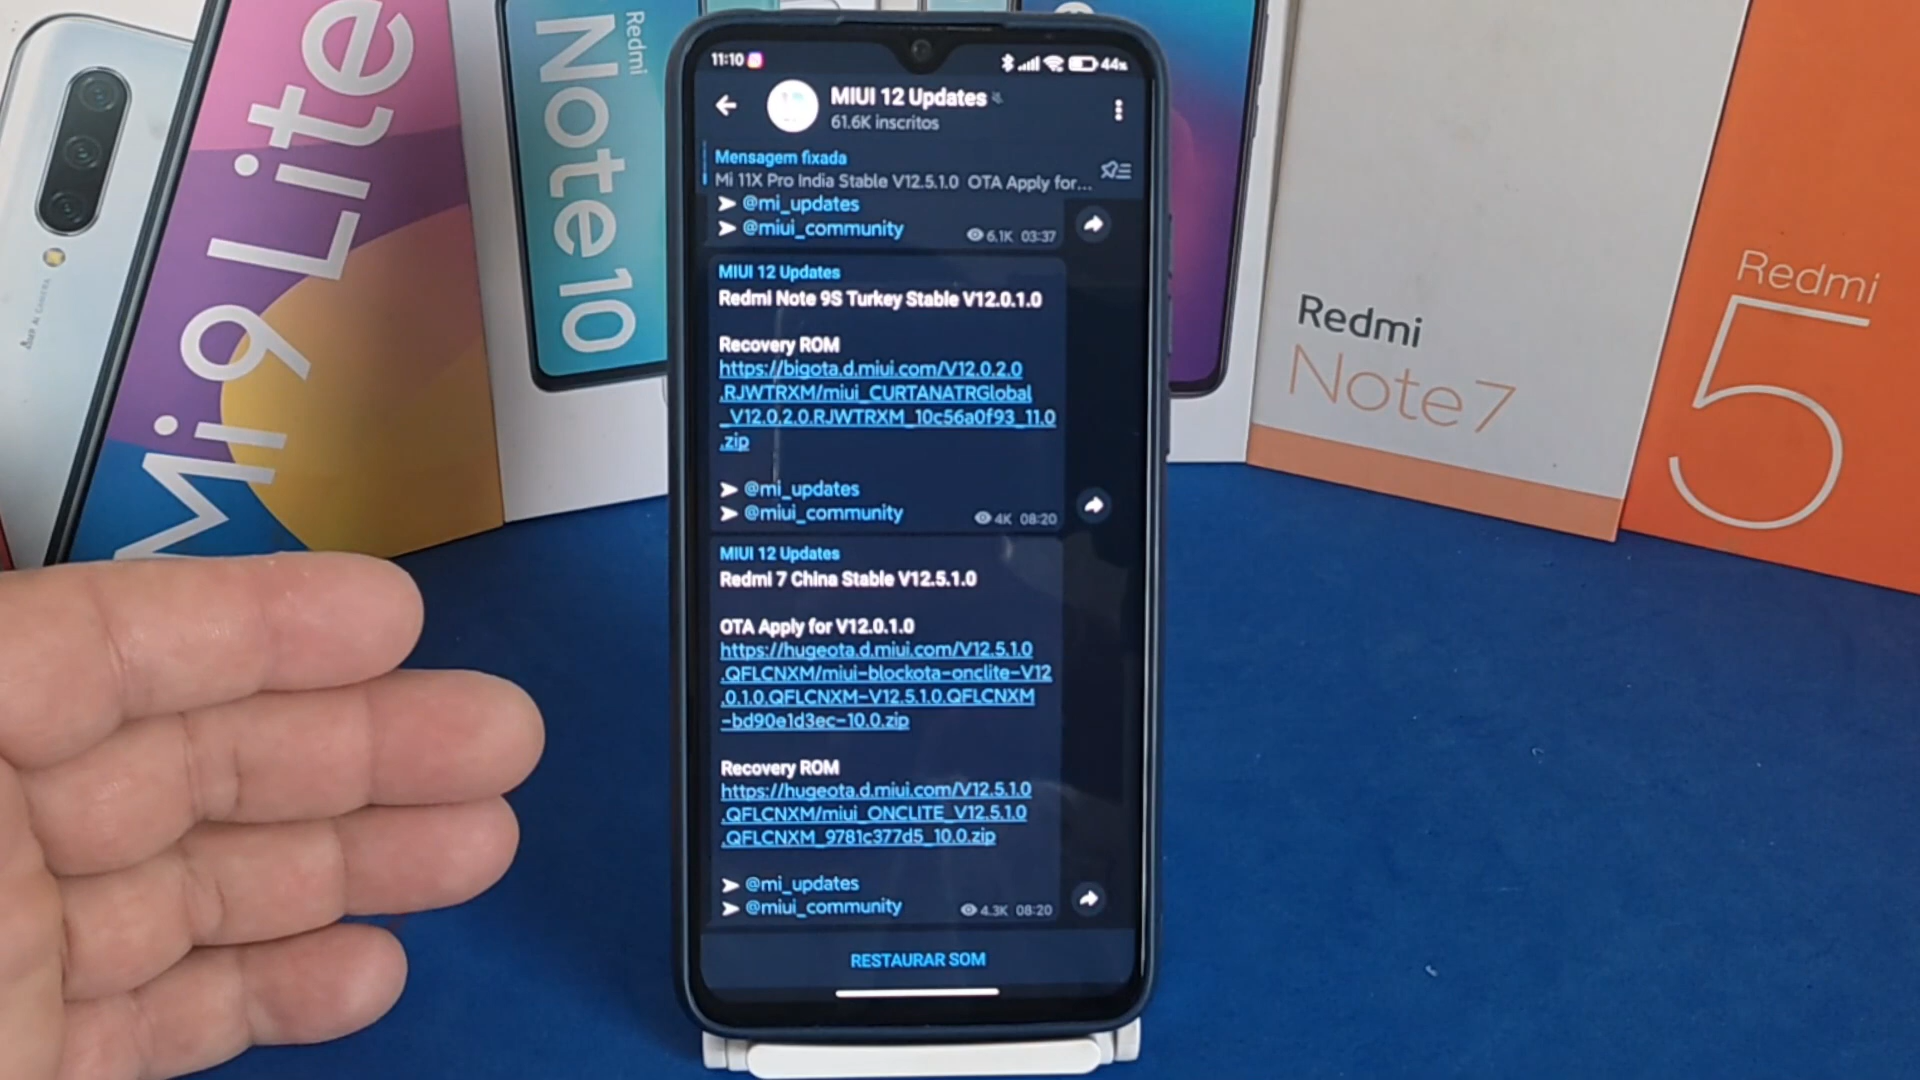 11:10
44%
MIUI 12 Updates
61.6K inscritos
Mensagem fixada
Mi 11X Pro India Stable V12.5.1.0 OTA Apply for...
➤ @mi_updates
➤ @miui_community
6.1K 03:37
MIUI 12 Updates
Redmi Note 9S Turkey Stable V12.0.1.0
Recovery ROM
https://bigota.d.miui.com/V12.0.2.0
.RJWTRXM/miui_CURTANATRGlobal
_V12.0.2.0.RJWTRXM_10c56a0f93_11.0
.zip
➤ @mi_updates
➤ @miui_community
4K 08:20
MIUI 12 Updates
Redmi 7 China Stable V12.5.1.0
OTA Apply for V12.0.1.0
https://hugeota.d.miui.com/V12.5.1.0
.QFLCNXM/miui-blockota-onclite-V12
.0.1.0.QFLCNXM-V12.5.1.0.QFLCNXM
-bd90e1d3ec-10.0.zip
Recovery ROM
https://hugeota.d.miui.com/V12.5.1.0
.QFLCNXM/miui_ONCLITE_V12.5.1.0
.QFLCNXM_9781c377d5_10.0.zip
➤ @mi_updates
➤ @miui_community
4.3K 08:20
RESTAURAR SOM
Mi 9 Lite
Redmi
Note 10
Redmi
Note 7
Redmi
5